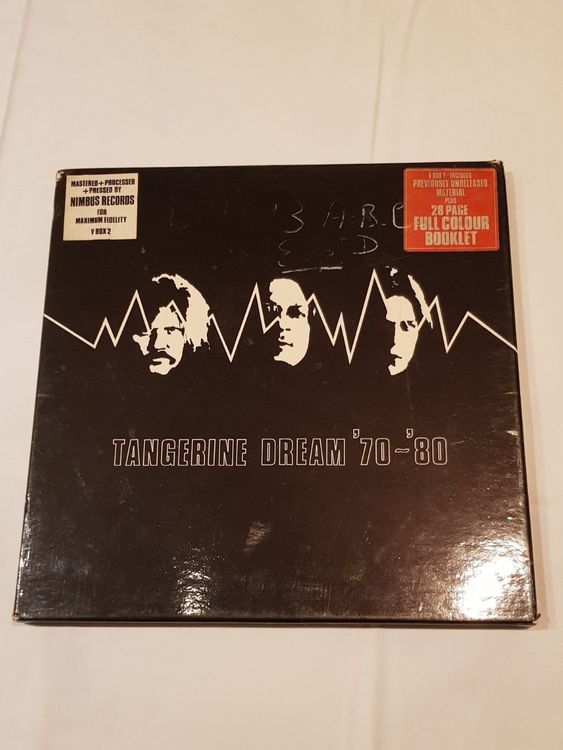 MASTERED+PROCESSED
+PRESSED BY
NIMBUS RECORDS
FOR
MAXIMUM FIDELITY
V BOX 2
PREVIOUSLY UNRELEASED
MATERIAL
PLUS
28 PAGE
FULL COLOUR
BOOKLET
3 A.B.C
D
TANGERINE DREAM '70~'80